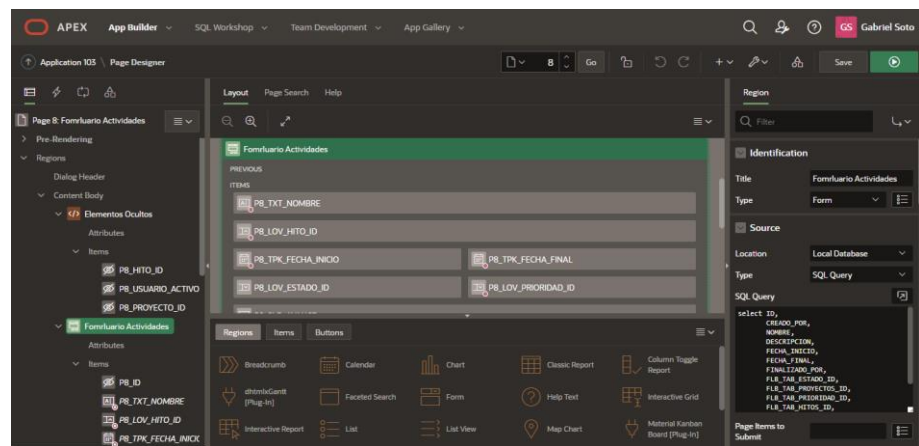 APEX App Builder SQL Workshop Team Development App Gallery GS Gabriel Soto
Application 103 \ Page Designer 8 Go Save
Page 8: Fomrluario Actividades
Pre-Rendering
Regions
Dialog Header
Content Body
Elementos Ocultos
Attributes
Items
P8_HITO_ID
P8_USUARIO_ACTIVO
P8_PROYECTO_ID
Fomrluario Actividades
Attributes
Items
P8_ID
P8_TXT_NOMBRE
P8_LOV_HITO_ID
P8_TPK_FECHA_INICIO
Layout Page Search Help
Fomrluario Actividades
PREVIOUS
ITEMS
P8_TXT_NOMBRE
P8_LOV_HITO_ID
P8_TPK_FECHA_INICIO P8_TPK_FECHA_FINAL
P8_LOV_ESTADO_ID P8_LOV_PRIORIDAD_ID
Regions Items Buttons
Breadcrumb Calendar Chart Classic Report Column Toggle
Report
dhtmlxGantt
[Plug-In] Faceted Search Form Help Text Interactive Grid
Interactive Report List List View Map Chart Material Kanban
Board [Plug-In]
Region
Filter
Identification
Title Fomrluario Actividades
Type Form
Source
Location Local Database
Type SQL Query
SQL Query
select ID,
CREADO_POR,
NOMBRE,
DESCRIPCION,
FECHA_INICIO,
FECHA_FINAL,
FINALIZADO_POR,
FLB_TAB_ESTADO_ID,
FLB_TAB_PROYECTOS_ID,
FLB_TAB_PRIORIDAD_ID,
FLB_TAB_HITOS_ID,
Page Items to
Submit